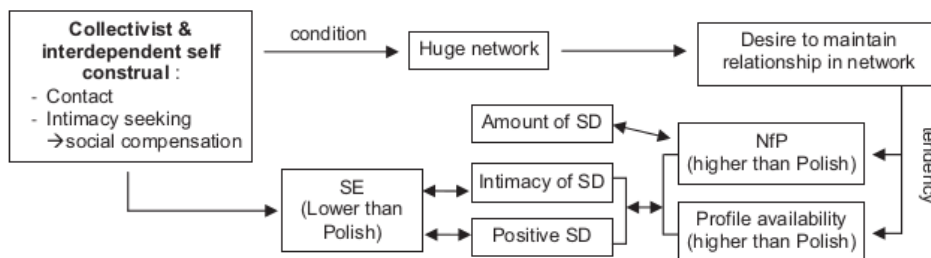 Collectivist &
interdependent self
construal :
- Contact
- Intimacy seeking
→social compensation
condition
Huge network
Desire to maintain
relationship in network
tendency
Amount of SD
NfP
(higher than Polish)
SE
(Lower than
Polish)
Intimacy of SD
Positive SD
Profile availability
(higher than Polish)